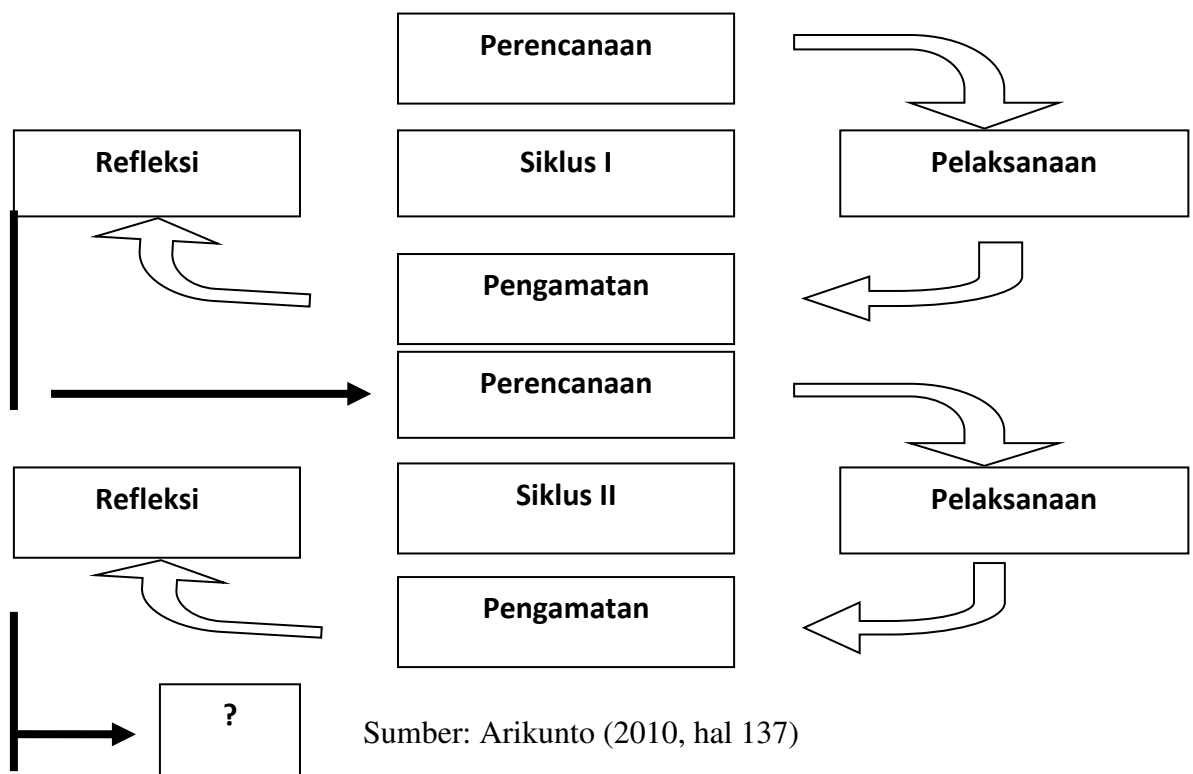 Perencanaan
Refleksi
Siklus I
Pelaksanaan
Pengamatan
Perencanaan
Refleksi
Siklus II
Pelaksanaan
Pengamatan
?
Sumber: Arikunto (2010, hal 137)